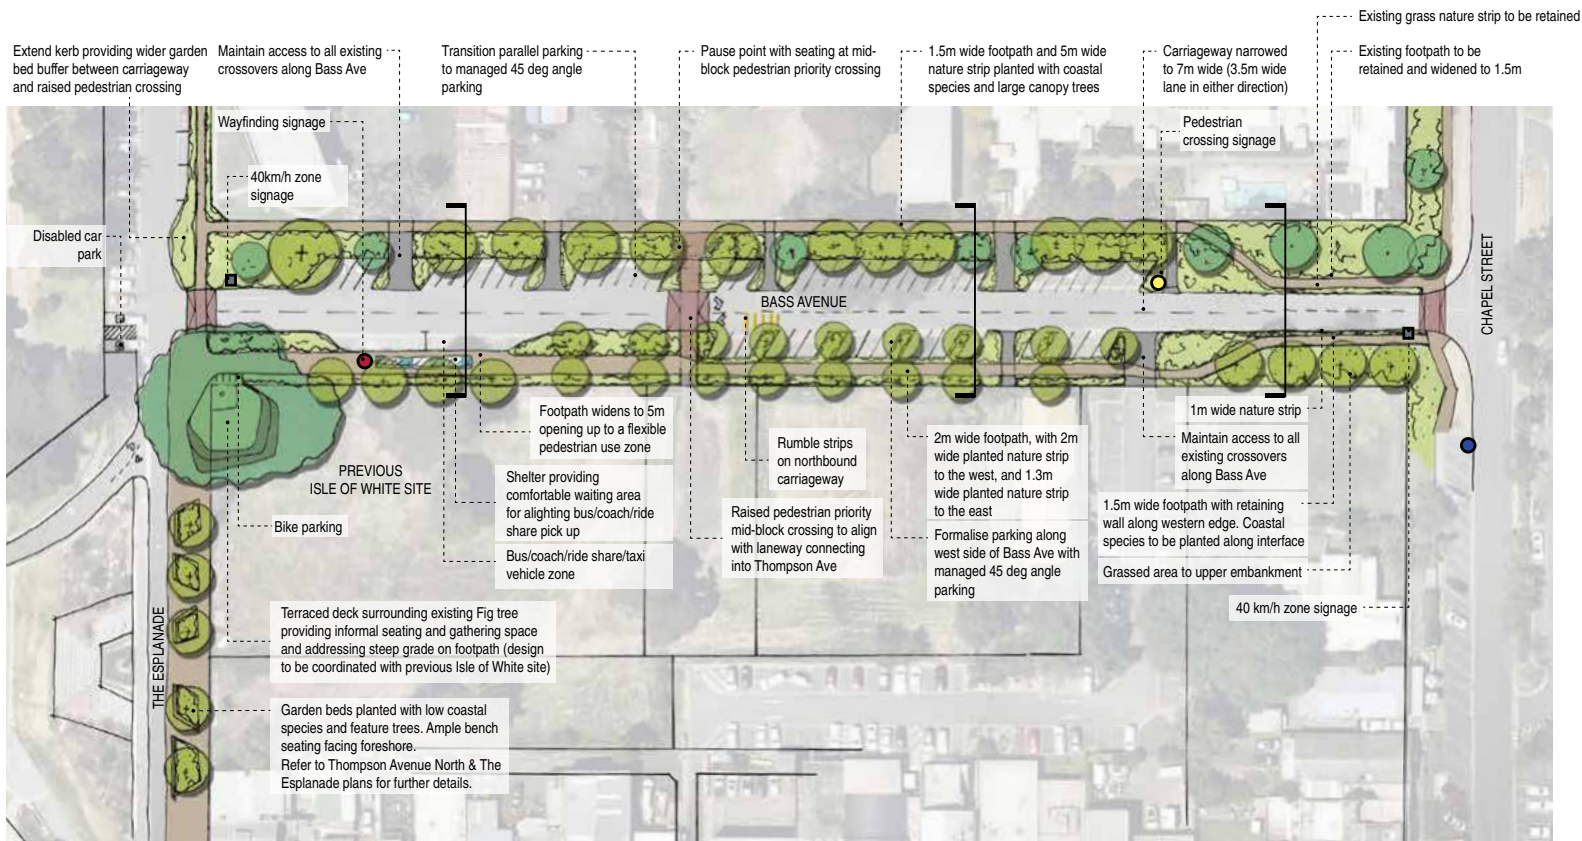 Existing grass nature strip to be retained
Extend kerb providing wider garden
bed buffer between carriageway
and raised pedestrian crossing
Maintain access to all existing
crossovers along Bass Ave
Transition parallel parking
to managed 45 deg angle
parking
Pause point with seating at mid-
block pedestrian priority crossing
1.5m wide footpath and 5m wide
nature strip planted with coastal
species and large canopy trees
Carriageway narrowed
to 7m wide (3.5m wide
lane in either direction)
Existing footpath to be
retained and widened to 1.5m
Wayfinding signage
Pedestrian
crossing signage
40km/h zone
signage
Disabled car
park
BASS AVENUE
CHAPEL STREET
PREVIOUS
ISLE OF WHITE SITE
Footpath widens to 5m
opening up to a flexible
pedestrian use zone
Rumble strips
on northbound
carriageway
2m wide footpath, with 2m
wide planted nature strip
to the west, and 1.3m
wide planted nature strip
to the east
1m wide nature strip
Maintain access to all
existing crossovers
along Bass Ave
Shelter providing
comfortable waiting area
for alighting bus/coach/ride
share pick up
Bike parking
Raised pedestrian priority
mid-block crossing to align
with laneway connecting
into Thompson Ave
Formalise parking along
west side of Bass Ave with
managed 45 deg angle
parking
1.5m wide footpath with retaining
wall along western edge. Coastal
species to be planted along interface
Bus/coach/ride share/taxi
vehicle zone
Grassed area to upper embankment
40 km/h zone signage
THE ESPLANADE
Terraced deck surrounding existing Fig tree
providing informal seating and gathering space
and addressing steep grade on footpath (design
to be coordinated with previous Isle of White site)
Garden beds planted with low coastal
species and feature trees. Ample bench
seating facing foreshore.
Refer to Thompson Avenue North & The
Esplanade plans for further details.